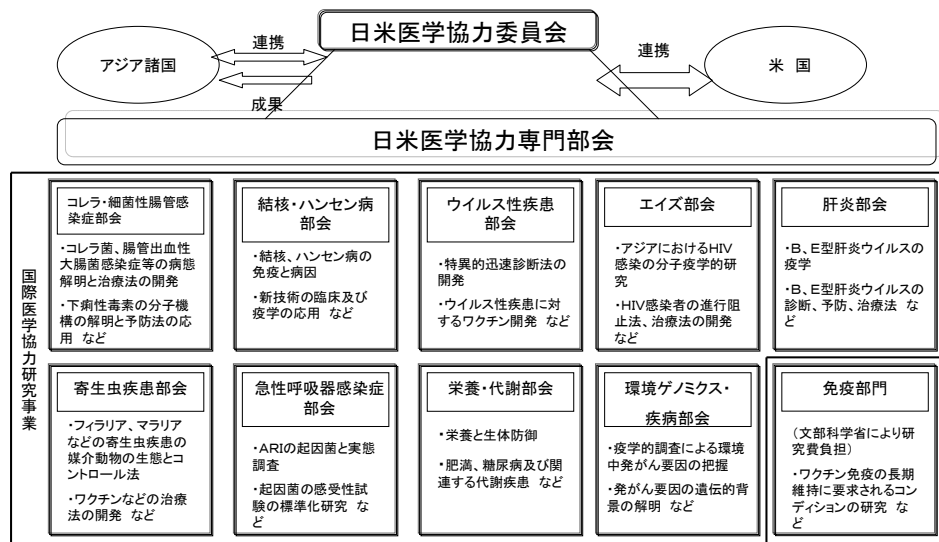 日米医学協力委員会
連携
連携
アジア諸国
米 国
成果
日米医学協力専門部会
国際医学協力研究事業
コレラ・細菌性腸管感
染症部会
・コレラ菌、腸管出血性
大腸菌感染症等の病態
解明と治療法の開発
・下痢性毒素の分子機
構の解明と予防法の応
用 など
結核・ハンセン病
部会
・結核、ハンセン病の
免疫と病因
・新技術の臨床及び
疫学の応用 など
ウイルス性疾患
部会
・特異的迅速診断法の
開発
・ウイルス性疾患に対
するワクチン開発 など
エイズ部会
・アジアにおけるHIV
感染の分子疫学的研
究
・HIV感染者の進行阻
止法、治療法の開発
など
肝炎部会
・B、E型肝炎ウイルスの
疫学
・B、E型肝炎ウイルスの
診断、予防、治療法 な
ど
寄生虫疾患部会
・フィラリア、マラリア
などの寄生虫疾患の
媒介動物の生態とコ
ントロール法
・ワクチンなどの治療
法の開発 など
急性呼吸器感染症
部会
・ARIの起因菌と実態
調査
・起因菌の感受性試
験の標準化研究 な
ど
栄養・代謝部会
・栄養と生体防御
・肥満、糖尿病及び関
連する代謝疾患 など
環境ゲノミクス・
疾病部会
・疫学的調査による環境
中発がん要因の把握
・発がん要因の遺伝的背
景の解明 など
免疫部門
(文部科学省により研
究費負担)
・ワクチン免疫の長期
維持に要求されるコン
ディションの研究 な
ど